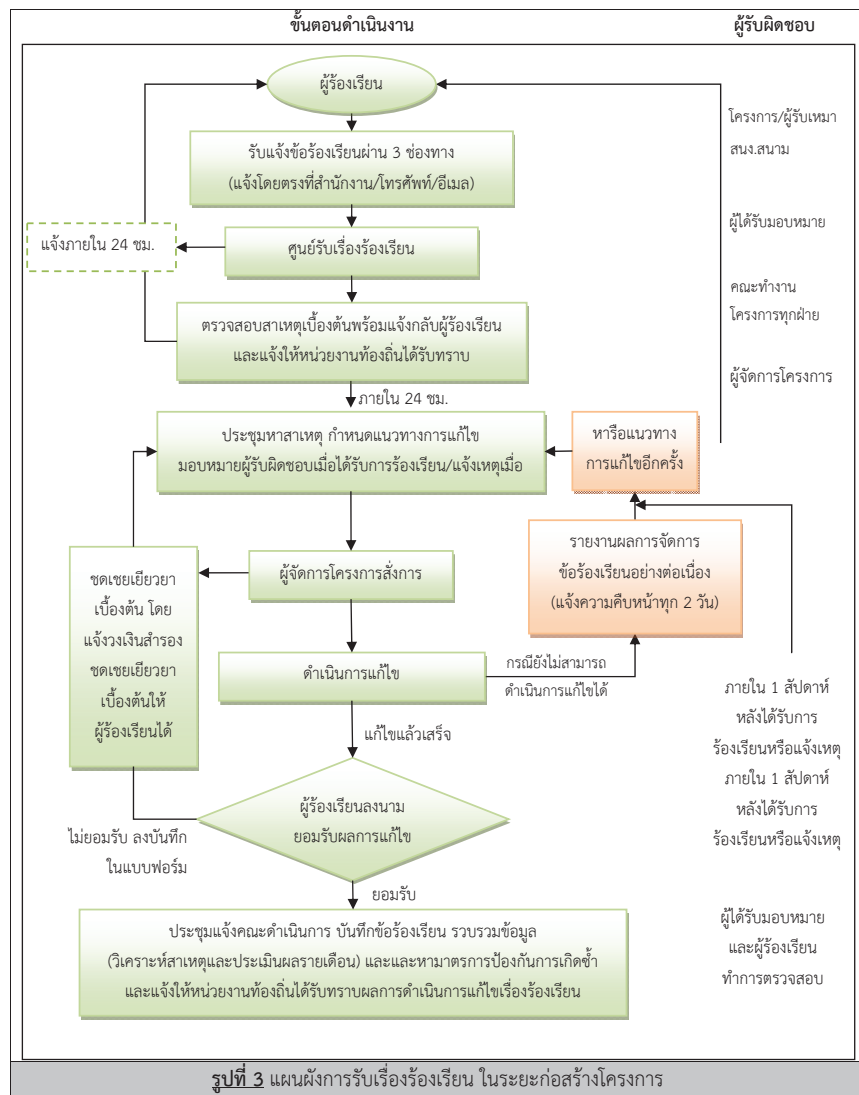 ขั้นตอนดำเนินงาน
ผู้รับผิดชอบ
ผู้ร้องเรียน
โครงการ/ผู้รับเหมา
สนง.สนาม
รับแจ้งข้อร้องเรียนผ่าน 3 ช่องทาง
(แจ้งโดยตรงที่สำนักงาน/โทรศัพท์/อีเมล)
ผู้ได้รับมอบหมาย
แจ้งภายใน 24 ชม.
ศูนย์รับเรื่องร้องเรียน
คณะทำงาน
โครงการทุกฝ่าย
ตรวจสอบสาเหตุเบื้องต้นพร้อมแจ้งกลับผู้ร้องเรียน
และแจ้งให้หน่วยงานท้องถิ่นได้รับทราบ
ผู้จัดการโครงการ
ภายใน 24 ชม.
ประชุมหาสาเหตุ กำหนดแนวทางการแก้ไข
มอบหมายผู้รับผิดชอบเมื่อได้รับการร้องเรียน/แจ้งเหตุเมื่อ
หารือแนวทาง
การแก้ไขอีกครั้ง
รายงานผลการจัดการ
ข้อร้องเรียนอย่างต่อเนื่อง
(แจ้งความคืบหน้าทุก 2 วัน)
ผู้จัดการโครงการสั่งการ
ชดเชยเยียวยา
เบื้องต้น โดย
แจ้งวงเงินสำรอง
ชดเชยเยียวยา
เบื้องต้นให้
ผู้ร้องเรียนได้
ดำเนินการแก้ไข
กรณียังไม่สามารถ
ดำเนินการแก้ไขได้
ภายใน 1 สัปดาห์
หลังได้รับการ
ร้องเรียนหรือแจ้งเหตุ
ภายใน 1 สัปดาห์
หลังได้รับการ
ร้องเรียนหรือแจ้งเหตุ
แก้ไขแล้วเสร็จ
ผู้ร้องเรียนลงนาม
ยอมรับผลการแก้ไข
ไม่ยอมรับ ลงบันทึก
ในแบบฟอร์ม
ยอมรับ
ประชุมแจ้งคณะดำเนินการ บันทึกข้อร้องเรียน รวบรวมข้อมูล
(วิเคราะห์สาเหตุและประเมินผลรายเดือน) และและหามาตรการป้องกันการเกิดซ้ำ
และแจ้งให้หน่วยงานท้องถิ่นได้รับทราบผลการดำเนินการแก้ไขเรื่องร้องเรียน
ผู้ได้รับมอบหมาย
และผู้ร้องเรียน
ทำการตรวจสอบ
รูปที่ 3 แผนผังการรับเรื่องร้องเรียน ในระยะก่อสร้างโครงการ